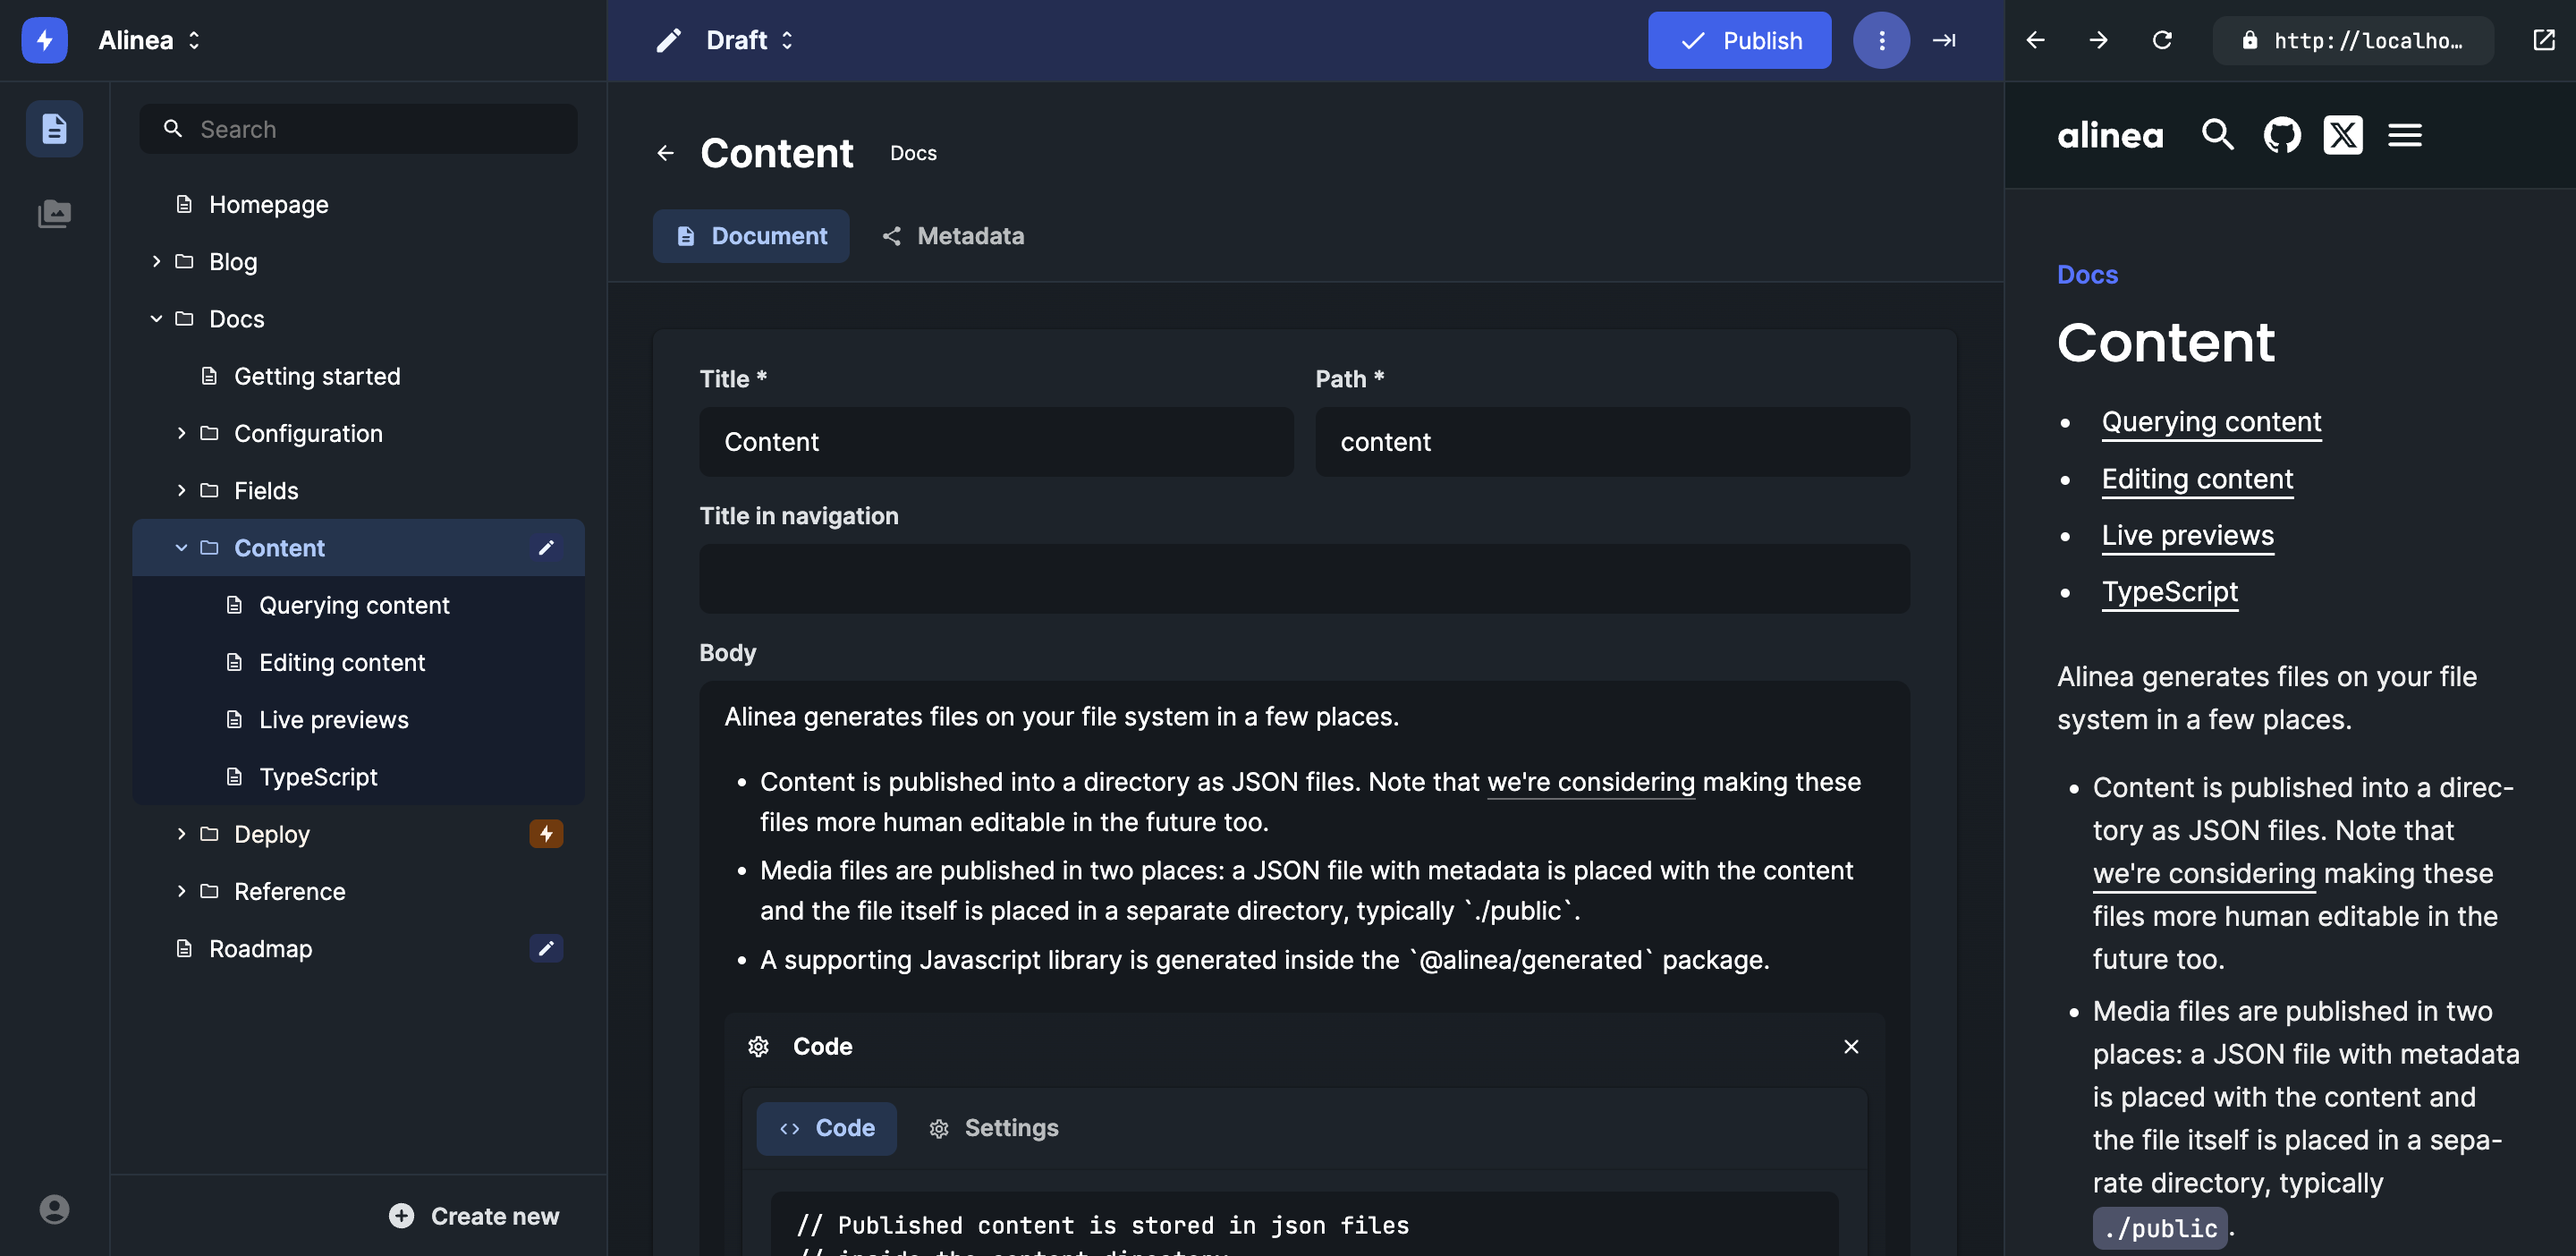 Alinea
Search
Homepage
Blog
Docs
Getting started
Configuration
Fields
Content
Querying content
Editing content
Live previews
TypeScript
Deploy
Reference
Roadmap
Create new
Draft
Publish
Content Docs
Document Metadata
Title * Path *
Content content
Title in navigation
Body
Alinea generates files on your file system in a few places.
• Content is published into a directory as JSON files. Note that we're considering making these
files more human editable in the future too.
• Media files are published in two places: a JSON file with metadata is placed with the content
and the file itself is placed in a separate directory, typically `./public`.
• A supporting Javascript library is generated inside the `@alinea/generated` package.
Code
Code Settings
// Published content is stored in json files
// inside the content directory
http://localho…
alinea
Docs
Content
• Querying content
• Editing content
• Live previews
• TypeScript
Alinea generates files on your file
system in a few places.
• Content is published into a direc-
tory as JSON files. Note that
we're considering making these
files more human editable in the
future too.
• Media files are published in two
places: a JSON file with metadata
is placed with the content and
the file itself is placed in a sepa-
rate directory, typically
./public.